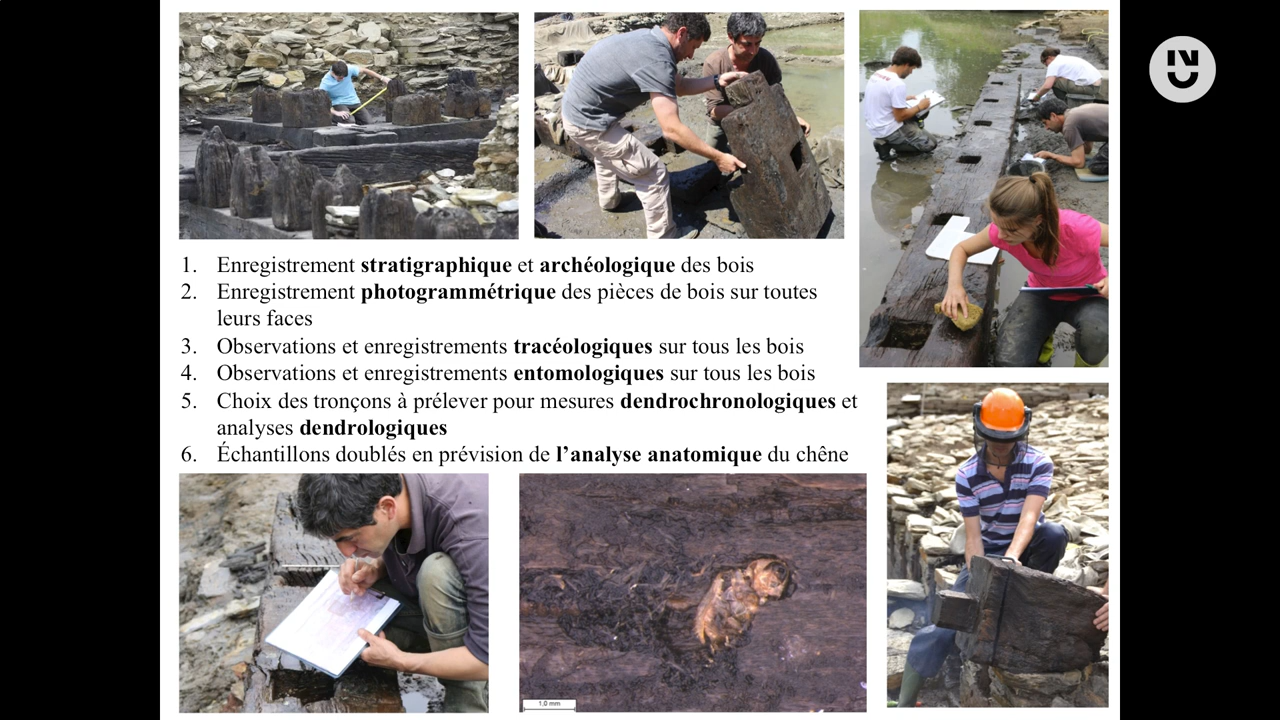 1. Enregistrement stratigraphique et archéologique des bois
2. Enregistrement photogrammétrique des pièces de bois sur toutes
leurs faces
3. Observations et enregistrements tracéologiques sur tous les bois
4. Observations et enregistrements entomologiques sur tous les bois
5. Choix des tronçons à prélever pour mesures dendrochronologiques et
analyses dendrologiques
6. Échantillons doublés en prévision de l’analyse anatomique du chêne
1,0 mm